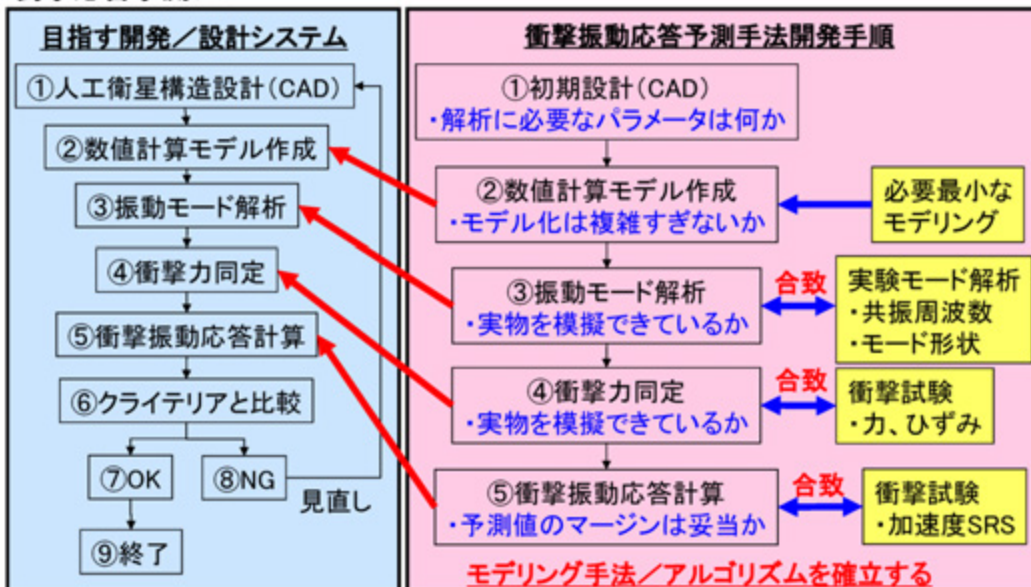 目指す開発／設計システム
①人工衛星構造設計（CAD）
②数値計算モデル作成
③振動モード解析
④衝撃力同定
⑤衝撃振動応答計算
⑥クライテリアと比較
⑦OK
⑧NG
見直し
⑨終了
衝撃振動応答予測手法開発手順
①初期設計（CAD）
・解析に必要なパラメータは何か
②数値計算モデル作成
・モデル化は複雑すぎないか
必要最小な
モデリング
③振動モード解析
・実物を模擬できているか
合致
実験モード解析
・共振周波数
・モード形状
④衝撃力同定
・実物を模擬できているか
合致
衝撃試験
・力、ひずみ
⑤衝撃振動応答計算
・予測値のマージンは妥当か
合致
衝撃試験
・加速度SRS
モデリング手法／アルゴリズムを確立する